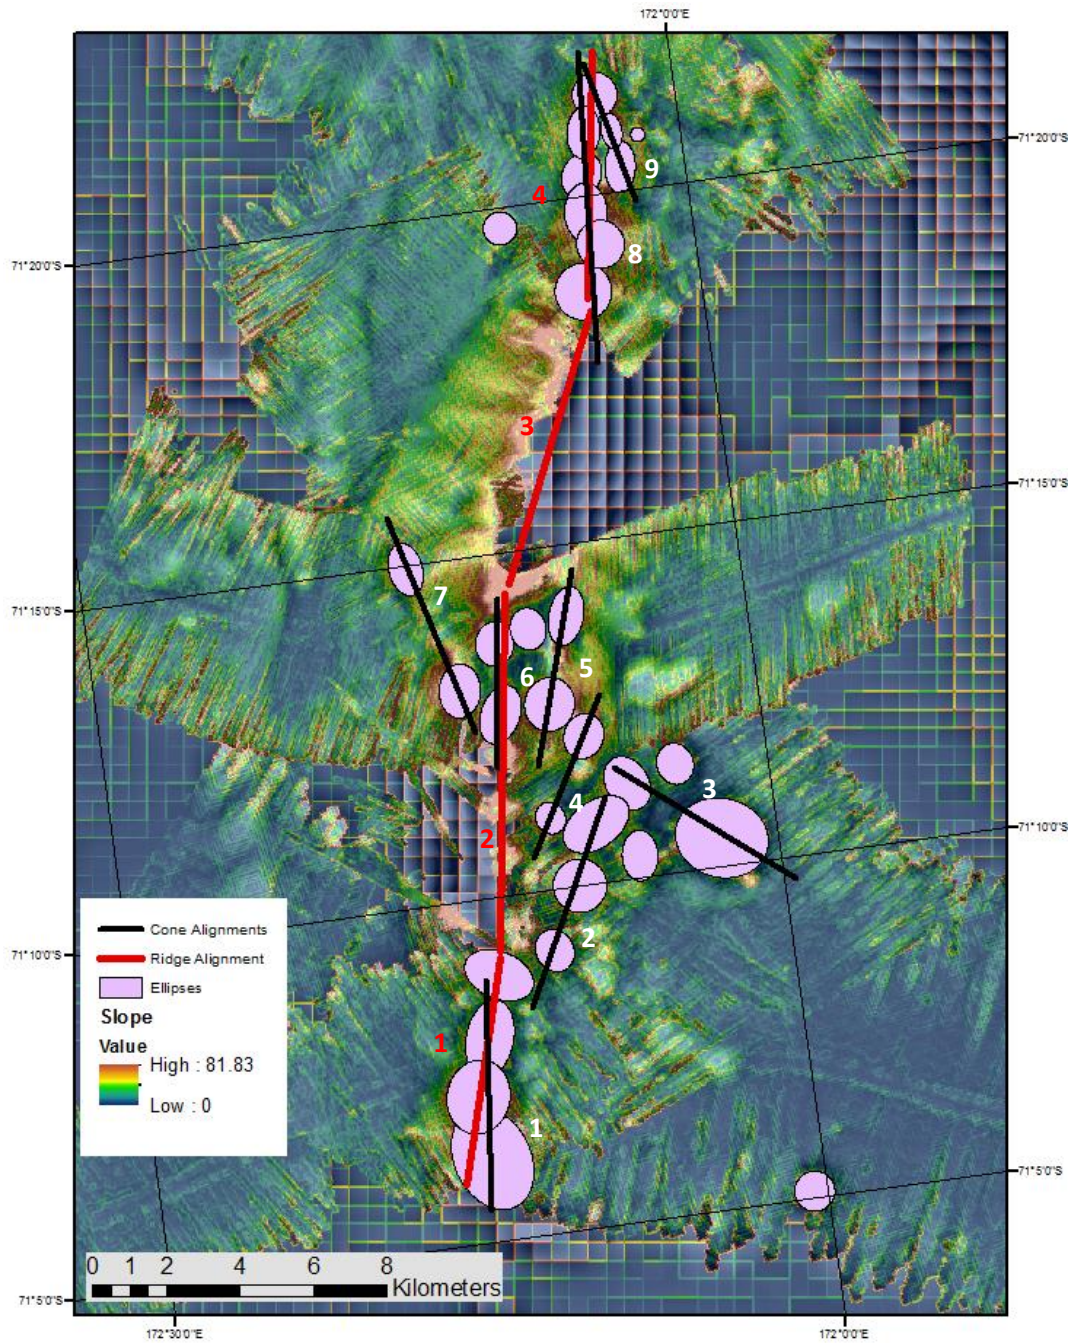 172°0'0"E
71°20'0"S
9
4
8
71°20'0"S
3
71°15'0"S
7
71°15'0"S
5
6
3
4
2
71°10'0"S
2
71°10'0"S
Cone Alignments
Ridge Alignment
Ellipses
Slope
Value
High : 81.83
Low : 0
1
1
71°5'0"S
0 1 2 4 6 8
Kilometers
71°5'0"S
172°30'0"E
172°0'0"E